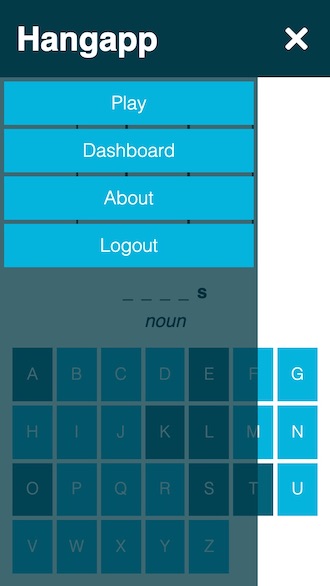 Hangapp ×
Play
Dashboard
About
Logout
_ _ _ _ s
noun
A B C D E F G
H I J K L M N
O P Q R S T U
V W X Y Z